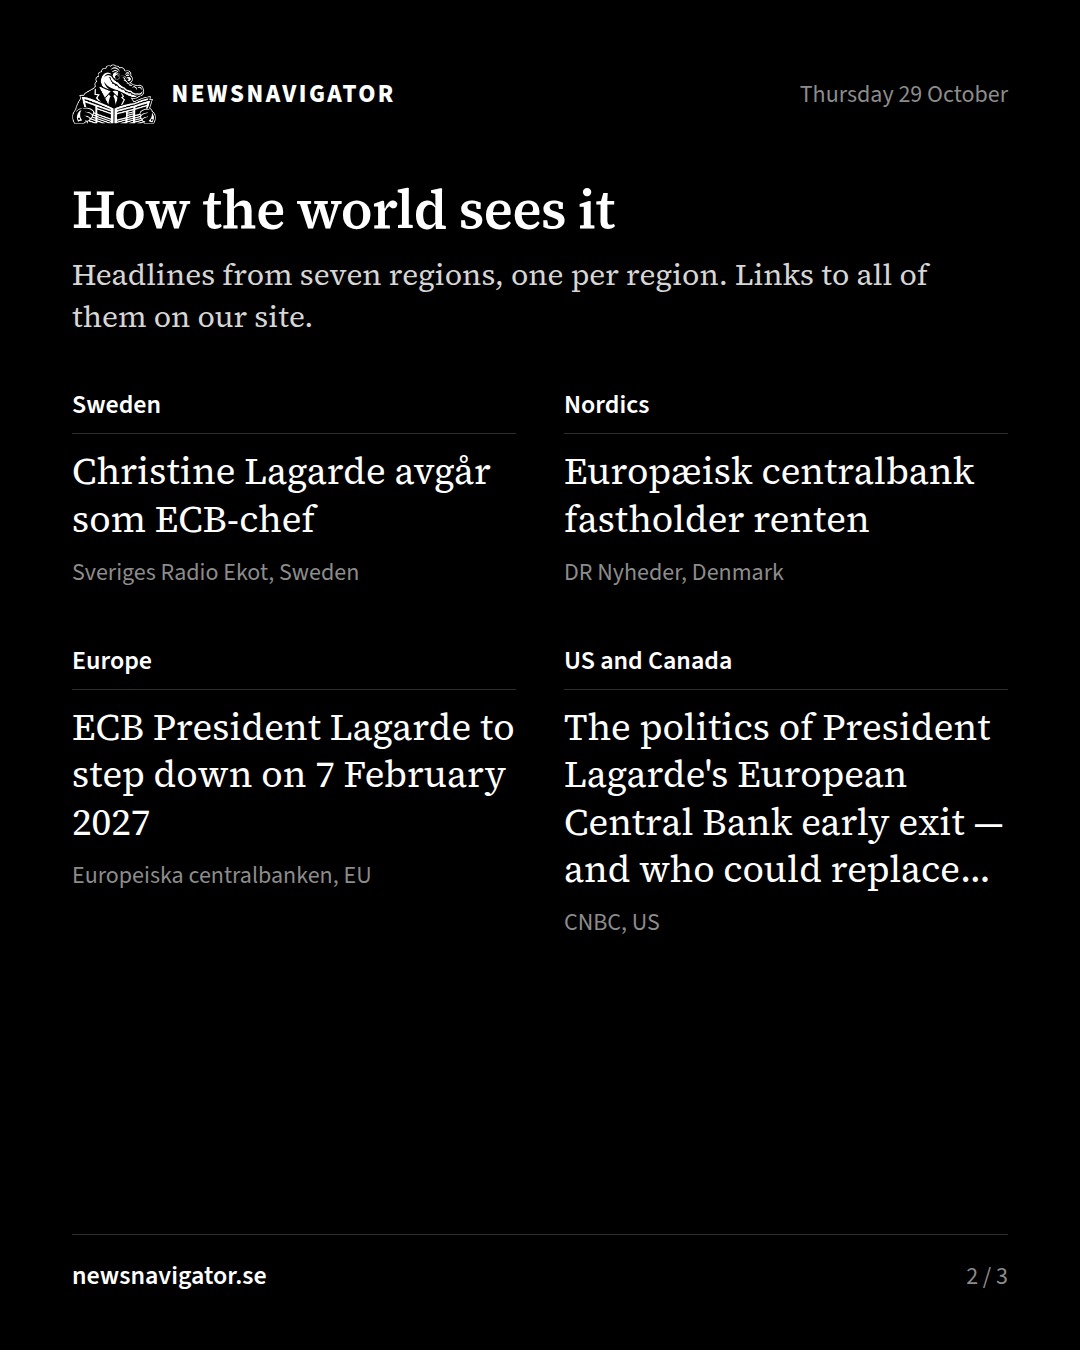 NEWSNAVIGATOR
Thursday 29 October
How the world sees it
Headlines from seven regions, one per region. Links to all of
them on our site.
Sweden
Christine Lagarde avgår
som ECB-chef
Sveriges Radio Ekot, Sweden
Nordics
Europæisk centralbank
fastholder renten
DR Nyheder, Denmark
Europe
ECB President Lagarde to
step down on 7 February
2027
Europeiska centralbanken, EU
US and Canada
The politics of President
Lagarde's European
Central Bank early exit —
and who could replace...
CNBC, US
newsnavigator.se
2 / 3